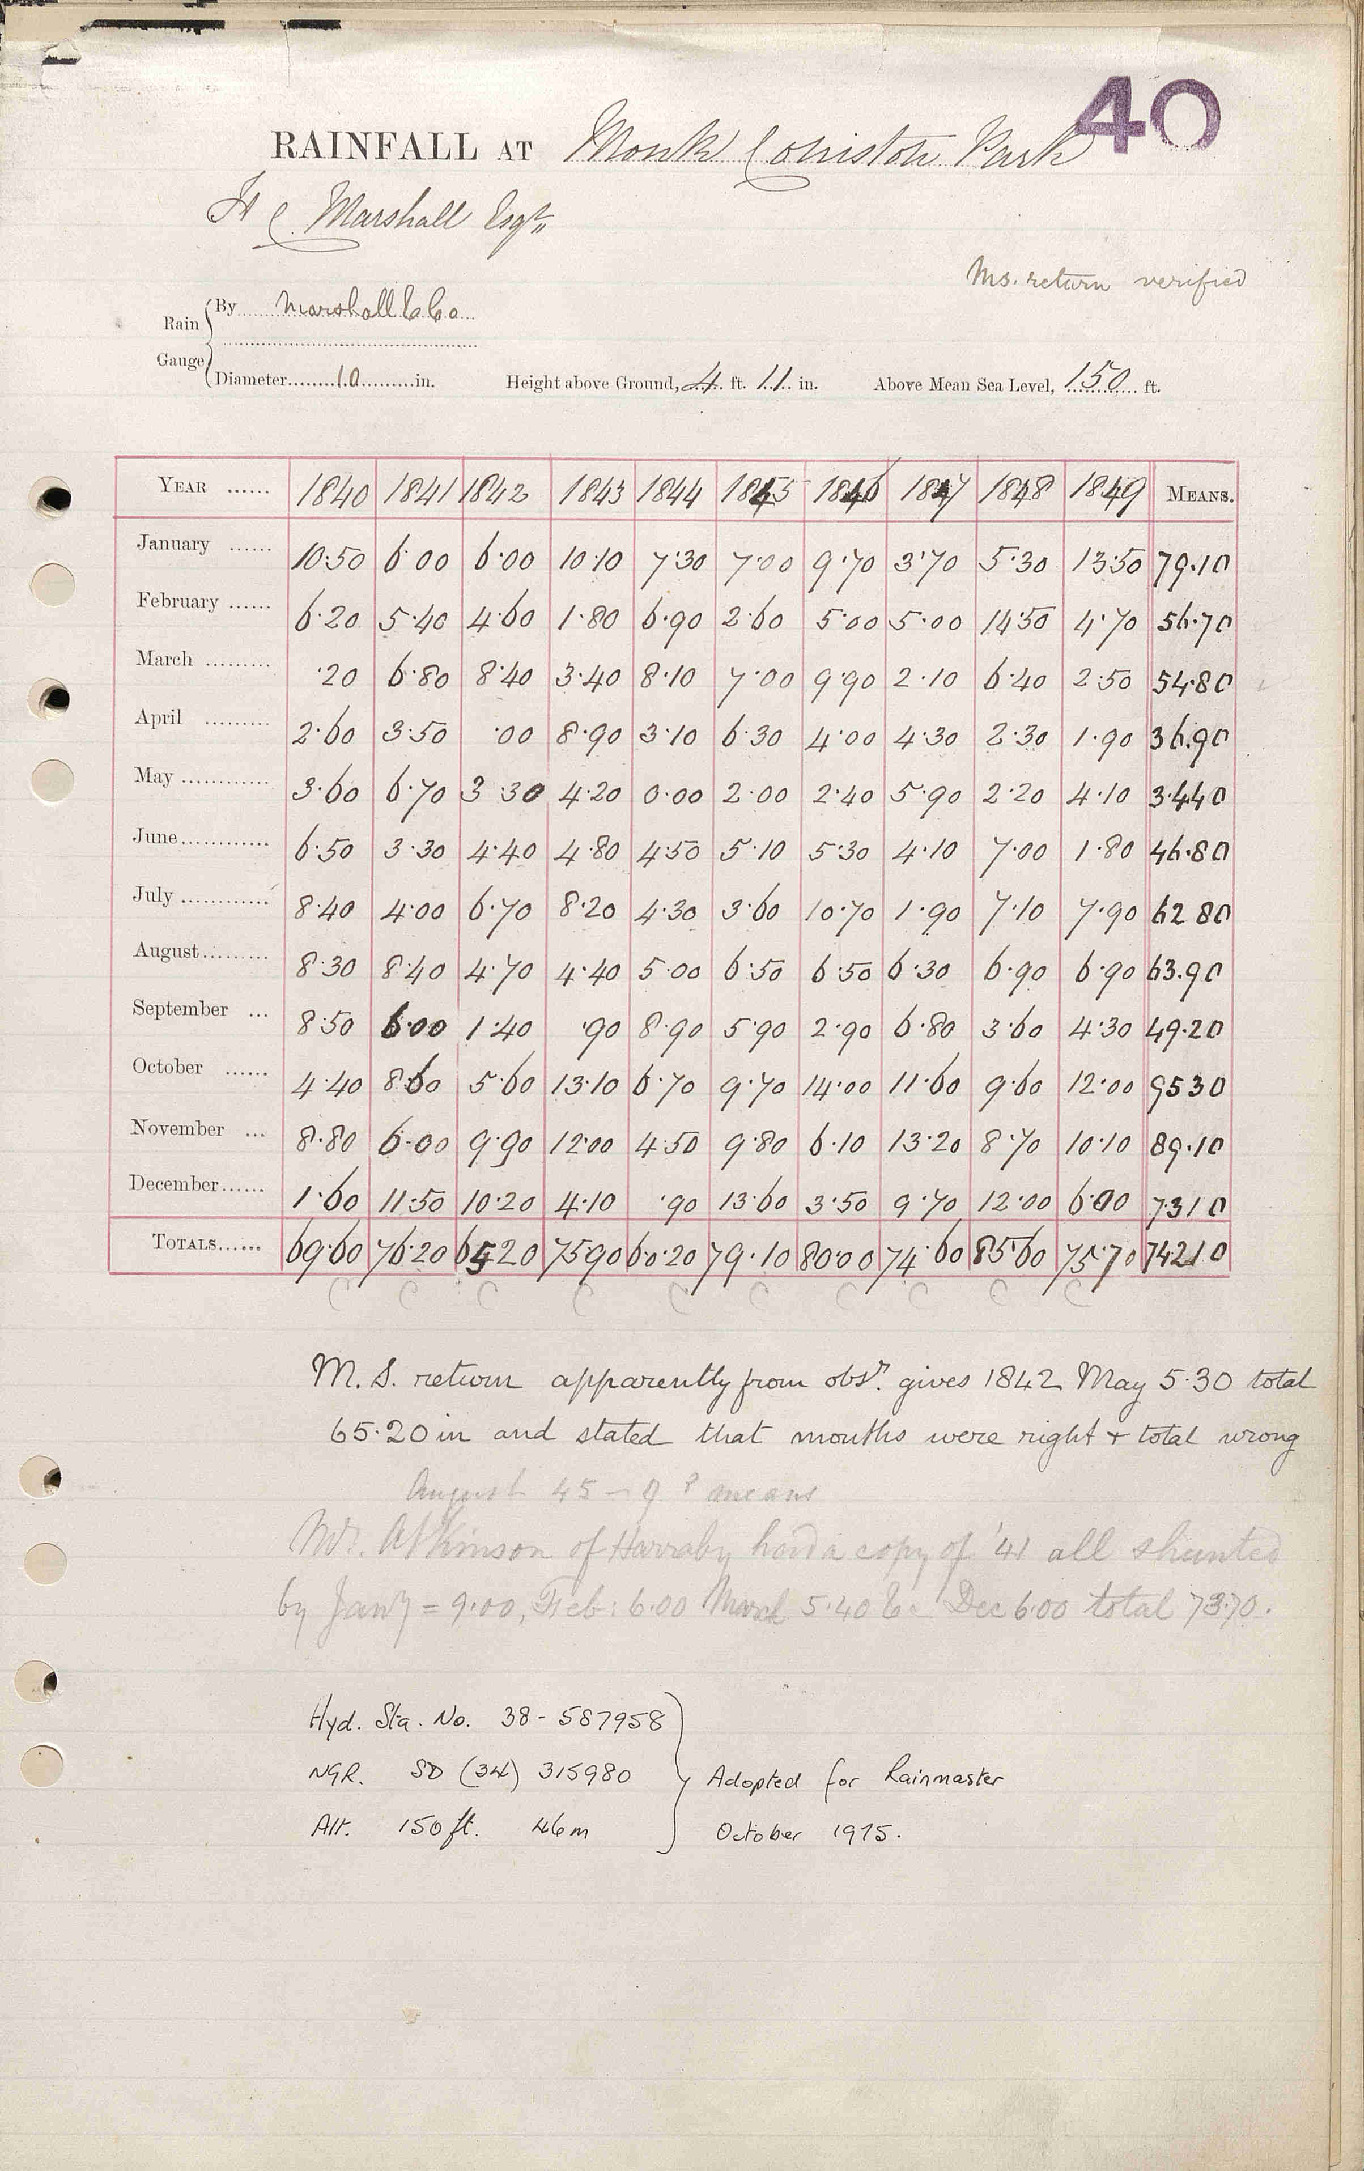 40
RAINFALL AT Monk Coniston Park
H C. Marshall Esqr
Ms. return verified
Rain Gauge
By Marshall & Co
Diameter 10 in. Height above Ground, 4 ft. 11 in. Above Mean Sea Level, 150 ft.
YEAR ...... 1840 1841 1842 1843 1844 1845 1846 1847 1848 1849 MEANS.
January ...... 10.50 6.00 6.00 10.10 7.30 7.00 9.70 3.70 5.30 13.50 79.10
February ...... 6.20 5.40 4.60 1.80 6.90 2.60 5.00 5.00 14.50 4.70 56.70
March ......... .20 6.80 8.40 3.40 8.10 7.00 9.90 2.10 6.40 2.50 54.80
April ......... 2.60 3.50 .00 8.90 3.10 6.30 4.00 4.30 2.30 1.90 36.90
May ............ 3.60 6.70 3 30 4.20 0.00 2.00 2.40 5.90 2.20 4.10 34.40
June ............ 6.50 3.30 4.40 4.80 4.50 5.10 5.30 4.10 7.00 1.80 46.80
July ............ 8.40 4.00 6.70 8.20 4.30 3.60 10.70 1.90 7.10 7.90 62 80
August ......... 8.30 8.40 4.70 4.40 5.00 6.50 6.50 6.30 6.90 6.90 63.90
September ... 8.50 6.00 1.40 .90 8.90 5.90 2.90 6.80 3.60 4.30 49.20
October ...... 4.40 8.60 5.60 13.10 6.70 9.70 14.00 11.60 9.60 12.00 95 30
November ... 8.80 6.00 9.90 12.00 4.50 9.80 6.10 13.20 8.70 10.10 89.10
December ...... 1.60 11.50 10.20 4.10 .90 13.60 3.50 9.70 12.00 6.00 73 10
TOTALS ...... 69.60 76.20 65 20 75 90 60.20 79.10 80.00 74.60 85 60 75.70 742 10
M. S. return apparently from obsr. gives 1842 May 5.30 total
65.20 in and stated that months were right + total wrong
August 45 – 9 ? means
Mr. Atkinson of Harraby had a copy of '41 all shunted
by Jany = 9.00, Feb: 6.00 March 5.40 &c Dec 6.00 total 73.70.
Hyd. Sta. No. 38 - 587958
NGR. SD (34) 315980 Adopted for Rainmaster
Alt. 150 ft. 46m October 1975.